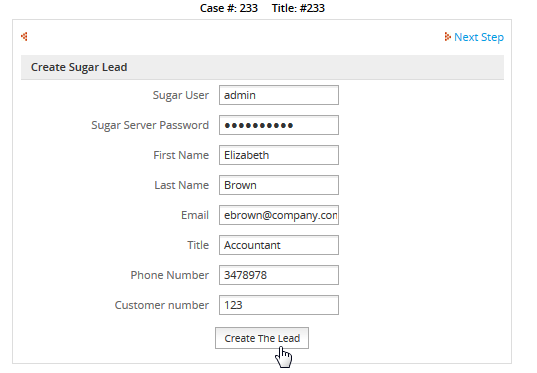 Case #: 233 Title: #233
Next Step
Create Sugar Lead
Sugar User admin
Sugar Server Password ●●●●●●●●●●
First Name Elizabeth
Last Name Brown
Email ebrown@company.com
Title Accountant
Phone Number 3478978
Customer number 123
Create The Lead